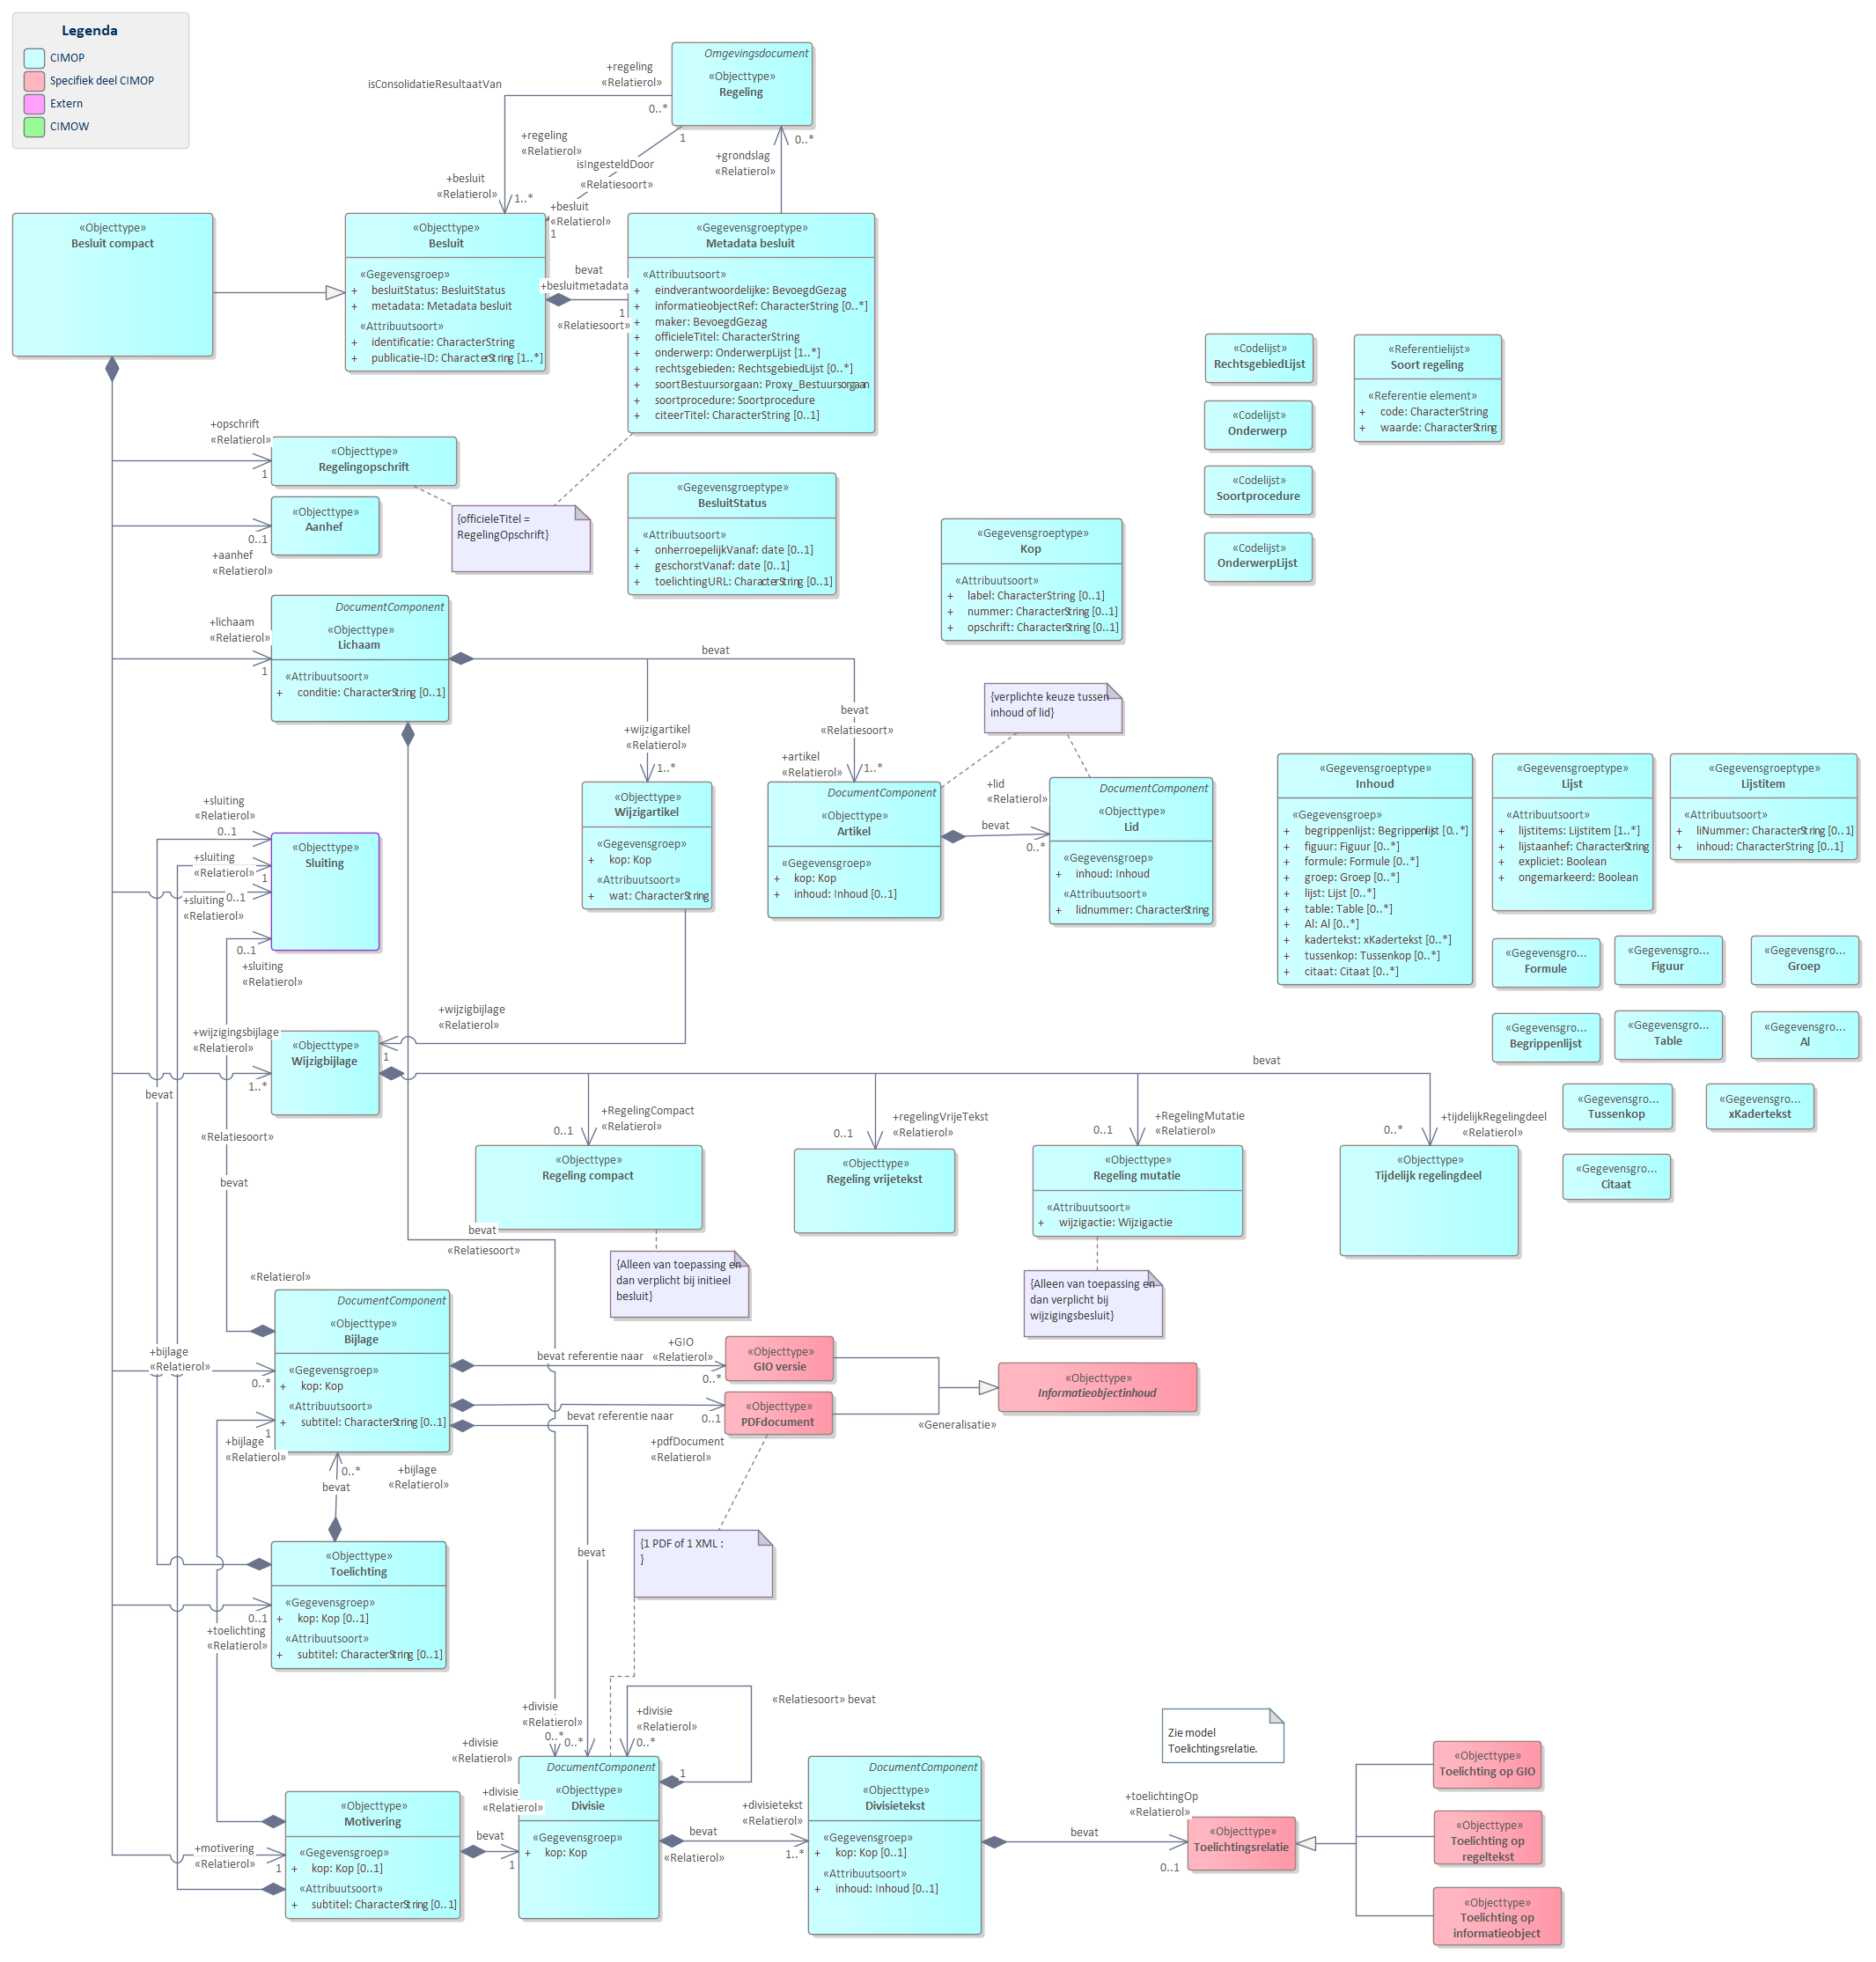 Legenda
CIMOP
Specifiek deel CIMOP
Extern
CIMOW
Omgevingsdocument
«Objecttype»
Regeling
+regeling
«Relatierol»
0..*
isConsolidatieResultaatVan
+regeling
«Relatierol»
1
isIngesteldDoor
«Relatiesoort»
+grondslag
«Relatierol»
0..*
+besluit
«Relatierol»
1..*
+besluit
«Relatierol»
1
«Objecttype»
Besluit compact
«Objecttype»
Besluit
«Gegevensgroep»
+ besluitStatus: BesluitStatus
+ metadata: Metadata besluit
«Attribuutsoort»
+ identificatie: CharacterString
+ publicatie-ID: CharacterString [1..*]
bevat
+besluitmetadata
1
«Relatiesoort»
«Gegevensgroeptype»
Metadata besluit
«Attribuutsoort»
+ eindverantwoordelijke: BevoegdGezag
+ informatieobjectRef: CharacterString [0..*]
+ maker: BevoegdGezag
+ officieleTitel: CharacterString
+ onderwerp: OnderwerpLijst [1..*]
+ rechtsgebieden: RechtsgebiedLijst [0..*]
+ soortBestuursorgaan: Proxy_Bestuursorgaan
+ soortprocedure: Soortprocedure
+ citeerTitel: CharacterString [0..1]
«Codelijst»
RechtsgebiedLijst
«Referentielijst»
Soort regeling
«Referentie element»
+ code: CharacterString
+ waarde: CharacterString
«Codelijst»
Onderwerp
«Codelijst»
Soortprocedure
«Codelijst»
OnderwerpLijst
+opschrift
«Relatierol»
1
«Objecttype»
Regelingopschrift
«Objecttype»
Aanhef
0..1
+aanhef
«Relatierol»
{officieleTitel =
RegelingOpschrift}
«Gegevensgroeptype»
BesluitStatus
«Attribuutsoort»
+ onherroepelijkVanaf: date [0..1]
+ geschorstVanaf: date [0..1]
+ toelichtingURL: CharacterString [0..1]
«Gegevensgroeptype»
Kop
«Attribuutsoort»
+ label: CharacterString [0..1]
+ nummer: CharacterString [0..1]
+ opschrift: CharacterString [0..1]
+lichaam
«Relatierol»
1
DocumentComponent
«Objecttype»
Lichaam
«Attribuutsoort»
+ conditie: CharacterString [0..1]
bevat
{verplichte keuze tussen
inhoud of lid}
+wijzigartikel
«Relatierol»
1..*
bevat
«Relatiesoort»
+artikel
«Relatierol»
1..*
«Objecttype»
Wijzigartikel
«Gegevensgroep»
+ kop: Kop
«Attribuutsoort»
+ wat: CharacterString
DocumentComponent
«Objecttype»
Artikel
«Gegevensgroep»
+ kop: Kop
+ inhoud: Inhoud [0..1]
+lid
«Relatierol»
bevat
0..*
DocumentComponent
«Objecttype»
Lid
«Gegevensgroep»
+ inhoud: Inhoud
«Attribuutsoort»
+ lidnummer: CharacterString
«Gegevensgroeptype»
Inhoud
«Gegevensgroep»
+ begrippenlijst: Begrippenlijst [0..*]
+ figuur: Figuur [0..*]
+ formule: Formule [0..*]
+ groep: Groep [0..*]
+ lijst: Lijst [0..*]
+ table: Table [0..*]
+ Al: Al [0..*]
+ kadertekst: xKadertekst [0..*]
+ tussenkop: Tussenkop [0..*]
+ citaat: Citaat [0..*]
«Gegevensgroeptype»
Lijst
«Attribuutsoort»
+ lijstitems: Lijstitem [1..*]
+ lijstaanhef: CharacterString
+ expliciet: Boolean
+ ongemarkeerd: Boolean
«Gegevensgroeptype»
Lijstitem
«Attribuutsoort»
+ liNummer: CharacterString [0..1]
+ inhoud: CharacterString [0..1]
«Gegevensgro...
Formule
«Gegevensgro...
Figuur
«Gegevensgro...
Groep
«Gegevensgro...
Begrippenlijst
«Gegevensgro...
Table
«Gegevensgro...
Al
«Gegevensgro...
Tussenkop
«Gegevensgro...
xKadertekst
«Gegevensgro...
Citaat
+sluiting
«Relatierol»
0..1
+sluiting
«Relatierol»
1
+sluiting
0..1
«Relatierol»
0..1
+sluiting
«Relatierol»
«Objecttype»
Sluiting
+wijzigbijlage
«Relatierol»
1
+wijzigingsbijlage
«Relatierol»
1..*
«Objecttype»
Wijzigbijlage
bevat
bevat
«Relatiesoort»
bevat
+RegelingCompact
«Relatierol»
0..1
+regelingVrijeTekst
«Relatierol»
0..1
+RegelingMutatie
«Relatierol»
0..1
+tijdelijkRegelingdeel
«Relatierol»
0..*
«Objecttype»
Regeling compact
«Objecttype»
Regeling vrijetekst
«Objecttype»
Regeling mutatie
«Attribuutsoort»
+ wijzigactie: Wijzigactie
«Objecttype»
Tijdelijk regelingdeel
bevat
«Relatiesoort»
{Alleen van toepassing en
dan verplicht bij initieel
besluit}
{Alleen van toepassing en
dan verplicht bij
wijzigingsbesluit}
«Relatierol»
DocumentComponent
«Objecttype»
Bijlage
«Gegevensgroep»
+ kop: Kop
«Attribuutsoort»
+ subtitel: CharacterString [0..1]
+bijlage
«Relatierol»
0..*
bevat referentie naar
+GIO
«Relatierol»
0..*
«Objecttype»
GIO versie
bevat referentie naar
0..1
+pdfDocument
«Relatierol»
«Objecttype»
PDFdocument
«Objecttype»
Informatieobjectinhoud
«Generalisatie»
1
+bijlage
«Relatierol»
0..*
bevat
+bijlage
«Relatierol»
{1 PDF of 1 XML :
}
bevat
«Objecttype»
Toelichting
«Gegevensgroep»
+ kop: Kop [0..1]
«Attribuutsoort»
+ subtitel: CharacterString [0..1]
0..1
+toelichting
«Relatierol»
+divisie
«Relatierol»
0..*
0..*
+divisie
«Relatierol»
0..*
«Relatiesoort» bevat
+divisie
«Relatierol»
1
DocumentComponent
«Objecttype»
Divisie
«Gegevensgroep»
+ kop: Kop
+divisie
«Relatierol»
bevat
1
«Objecttype»
Motivering
«Gegevensgroep»
+ kop: Kop [0..1]
«Attribuutsoort»
+ subtitel: CharacterString [0..1]
+motivering
«Relatierol»
1
+divisietekst
«Relatierol»
bevat
«Relatierol»
1..*
DocumentComponent
«Objecttype»
Divisietekst
«Gegevensgroep»
+ kop: Kop [0..1]
«Attribuutsoort»
+ inhoud: Inhoud [0..1]
Zie model
Toelichtingsrelatie.
+toelichtingOp
«Relatierol»
bevat
0..1
«Objecttype»
Toelichtingsrelatie
«Objecttype»
Toelichting op GIO
«Objecttype»
Toelichting op
regeltekst
«Objecttype»
Toelichting op
informatieobject